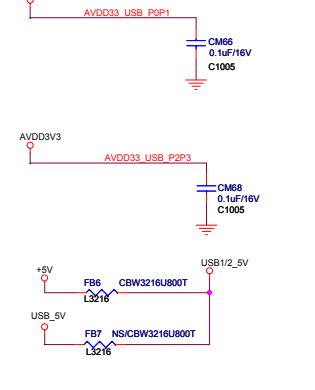 AVDD33_USB_P0P1
CM66
0.1uF/16V
C1005
AVDD3V3
AVDD33_USB_P2P3
CM68
0.1uF/16V
C1005
USB1/2_5V
+5V
FB6 CBW3216U800T
L3216
USB_5V
FB7 NS/CBW3216U800T
L3216